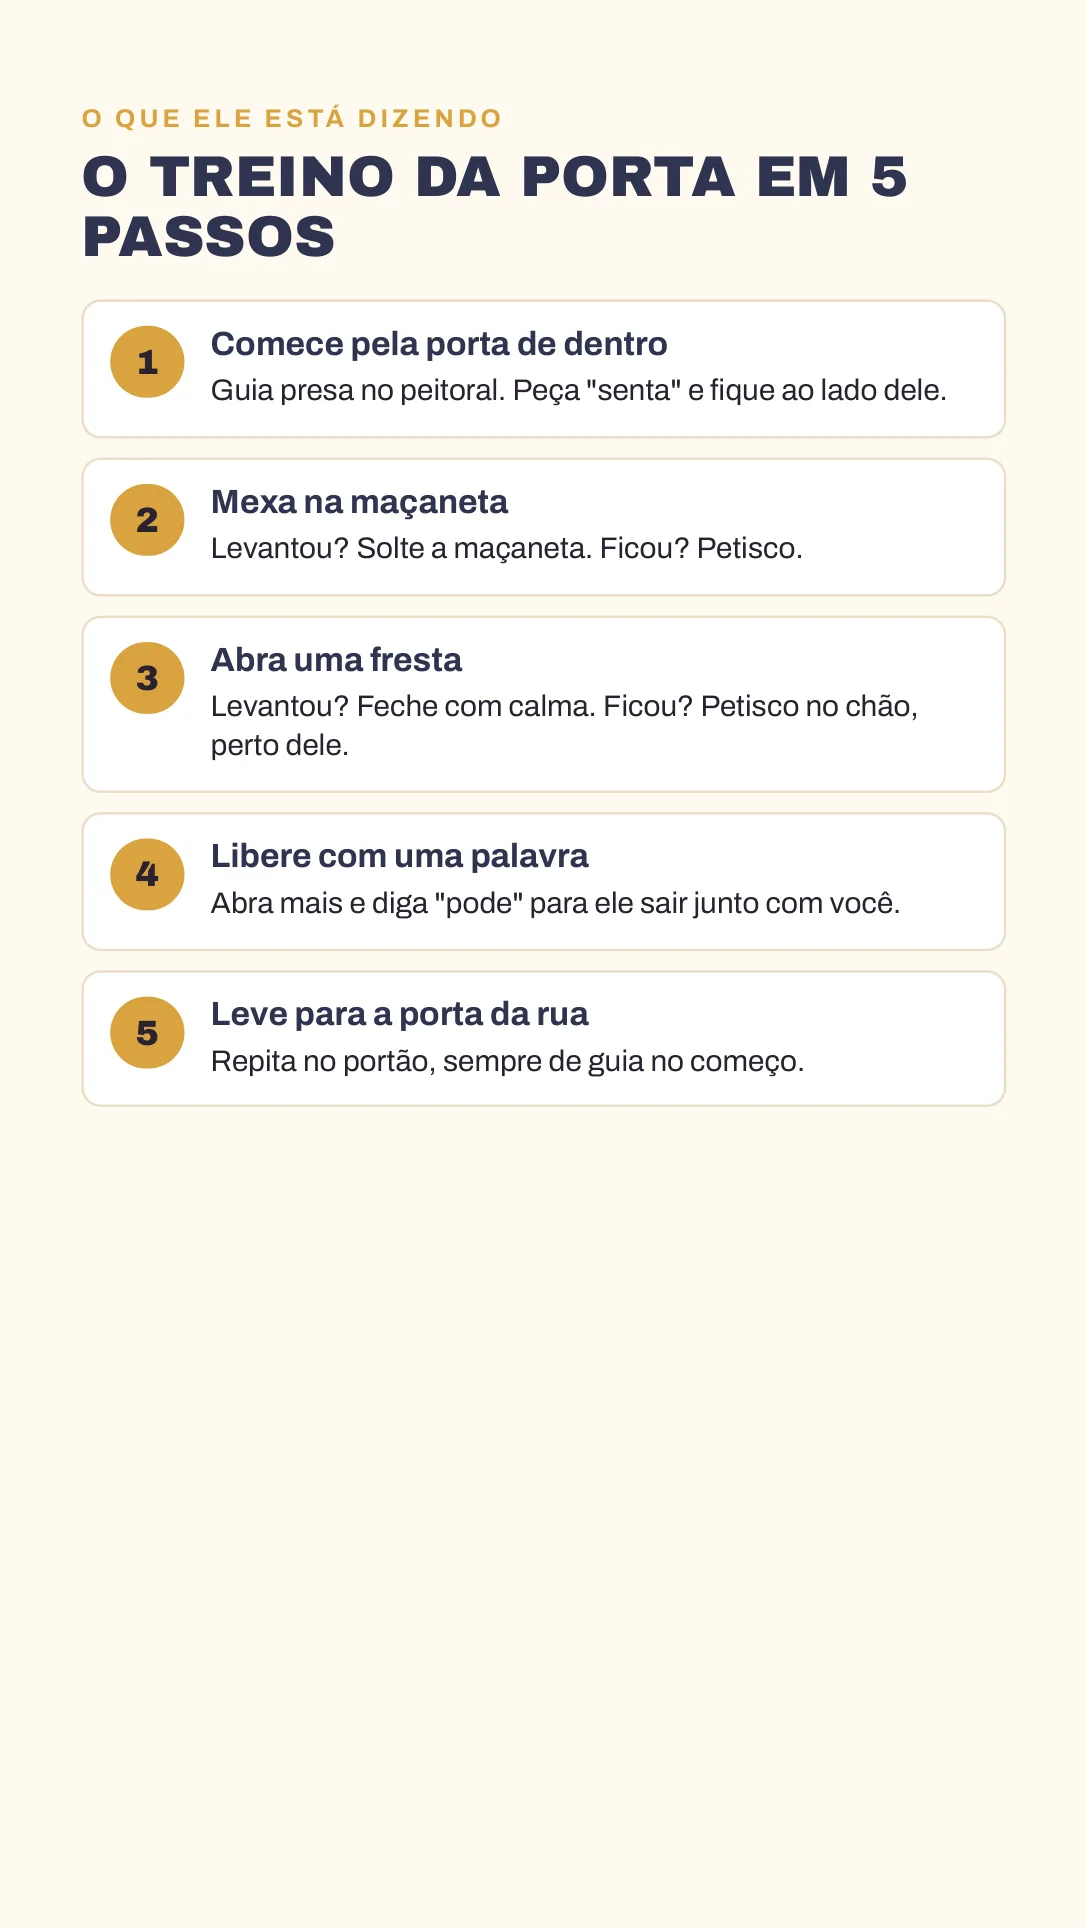 O QUE ELE ESTÁ DIZENDO
O TREINO DA PORTA EM 5
PASSOS
1
Comece pela porta de dentro
Guia presa no peitoral. Peça "senta" e fique ao lado dele.
2
Mexa na maçaneta
Levantou? Solte a maçaneta. Ficou? Petisco.
3
Abra uma fresta
Levantou? Feche com calma. Ficou? Petisco no chão,
perto dele.
4
Libere com uma palavra
Abra mais e diga "pode" para ele sair junto com você.
5
Leve para a porta da rua
Repita no portão, sempre de guia no começo.